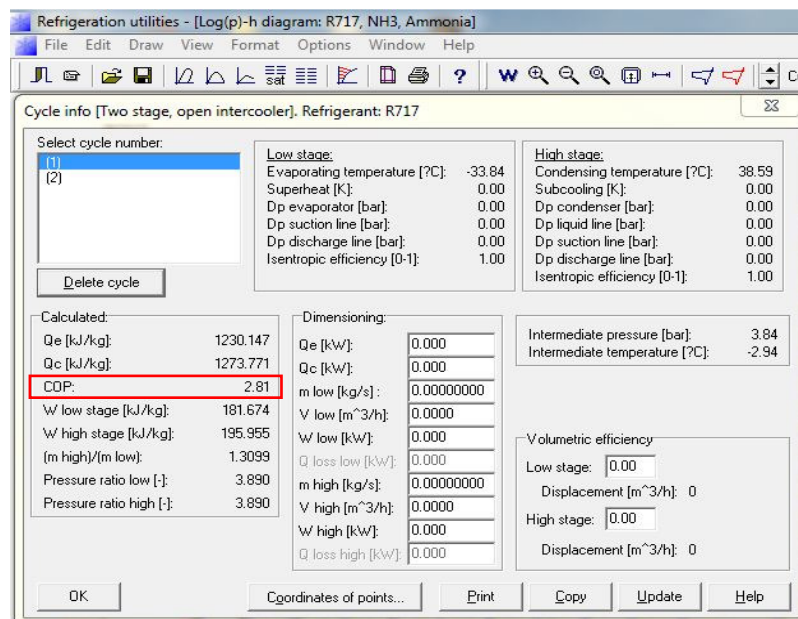 Refrigeration utilities - [Log(p)-h diagram: R717, NH3, Ammonia]
File Edit Draw View Format Options Window Help
sat ? W C
Cycle info [Two stage, open intercooler]. Refrigerant: R717
Select cycle number:
(1)
(2)
Delete cycle
Low stage:
Evaporating temperature [?C]: -33.84
Superheat [K]: 0.00
Dp evaporator [bar]: 0.00
Dp suction line [bar]: 0.00
Dp discharge line [bar]: 0.00
Isentropic efficiency [0-1]: 1.00
High stage:
Condensing temperature [?C]: 38.59
Subcooling [K]: 0.00
Dp condenser [bar]: 0.00
Dp liquid line [bar]: 0.00
Dp suction line [bar]: 0.00
Dp discharge line [bar]: 0.00
Isentropic efficiency [0-1]: 1.00
Calculated:
Qe [kJ/kg]: 1230.147
Qc [kJ/kg]: 1273.771
COP: 2.81
W low stage [kJ/kg]: 181.674
W high stage [kJ/kg]: 195.955
(m high)/(m low): 1.3099
Pressure ratio low [-]: 3.890
Pressure ratio high [-]: 3.890
Dimensioning:
Qe [kW]: 0.000
Qc [kW]: 0.000
m low [kg/s] : 0.00000000
V low [m^3/h]: 0.0000
W low [kW]: 0.000
Q loss low [kW]: 0.000
m high [kg/s]: 0.00000000
V high [m^3/h]: 0.0000
W high [kW]: 0.000
Q loss high [kW]: 0.000
Intermediate pressure [bar]: 3.84
Intermediate temperature [?C]: -2.94
Volumetric efficiency
Low stage: 0.00
Displacement [m^3/h]: 0
High stage: 0.00
Displacement [m^3/h]: 0
OK Coordinates of points... Print Copy Update Help